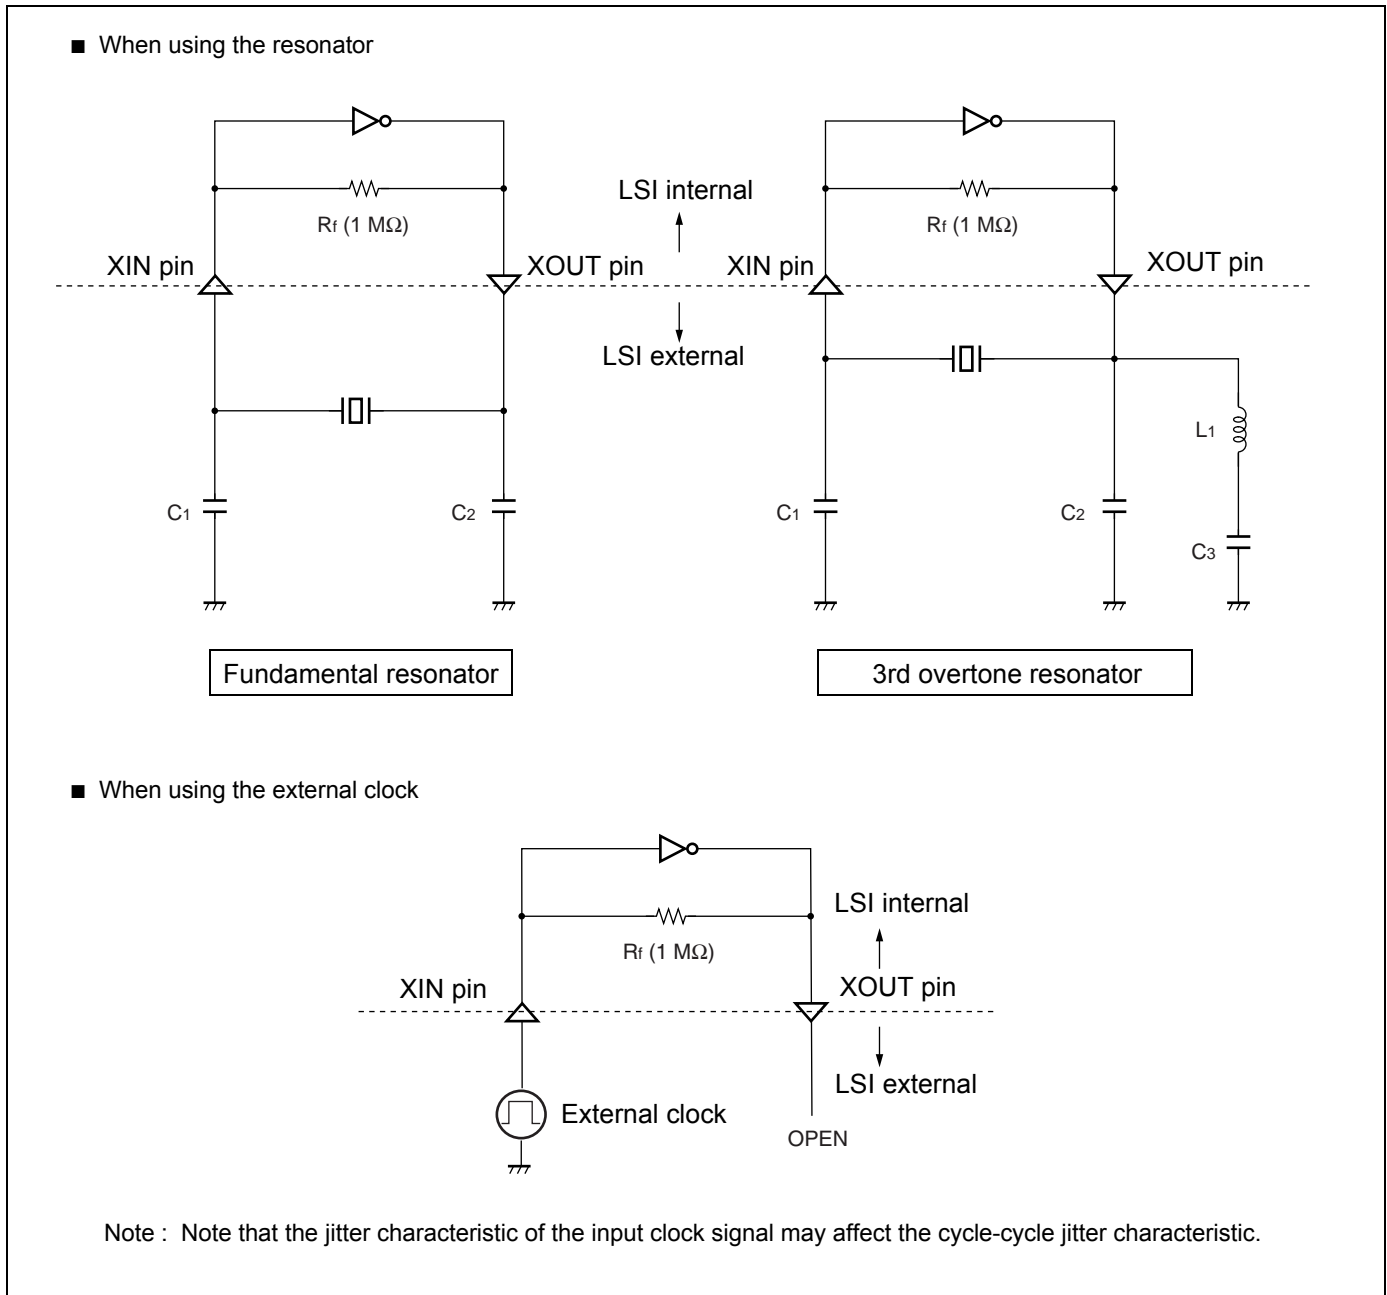 ■ When using the resonator
Rf (1 MΩ)
XIN pin
XOUT pin
C1
C2
Fundamental resonator
LSI internal
LSI external
Rf (1 MΩ)
XIN pin
XOUT pin
C1
C2
L1
C3
3rd overtone resonator
■ When using the external clock
Rf (1 MΩ)
LSI internal
XIN pin
XOUT pin
LSI external
External clock
OPEN
Note : Note that the jitter characteristic of the input clock signal may affect the cycle-cycle jitter characteristic.